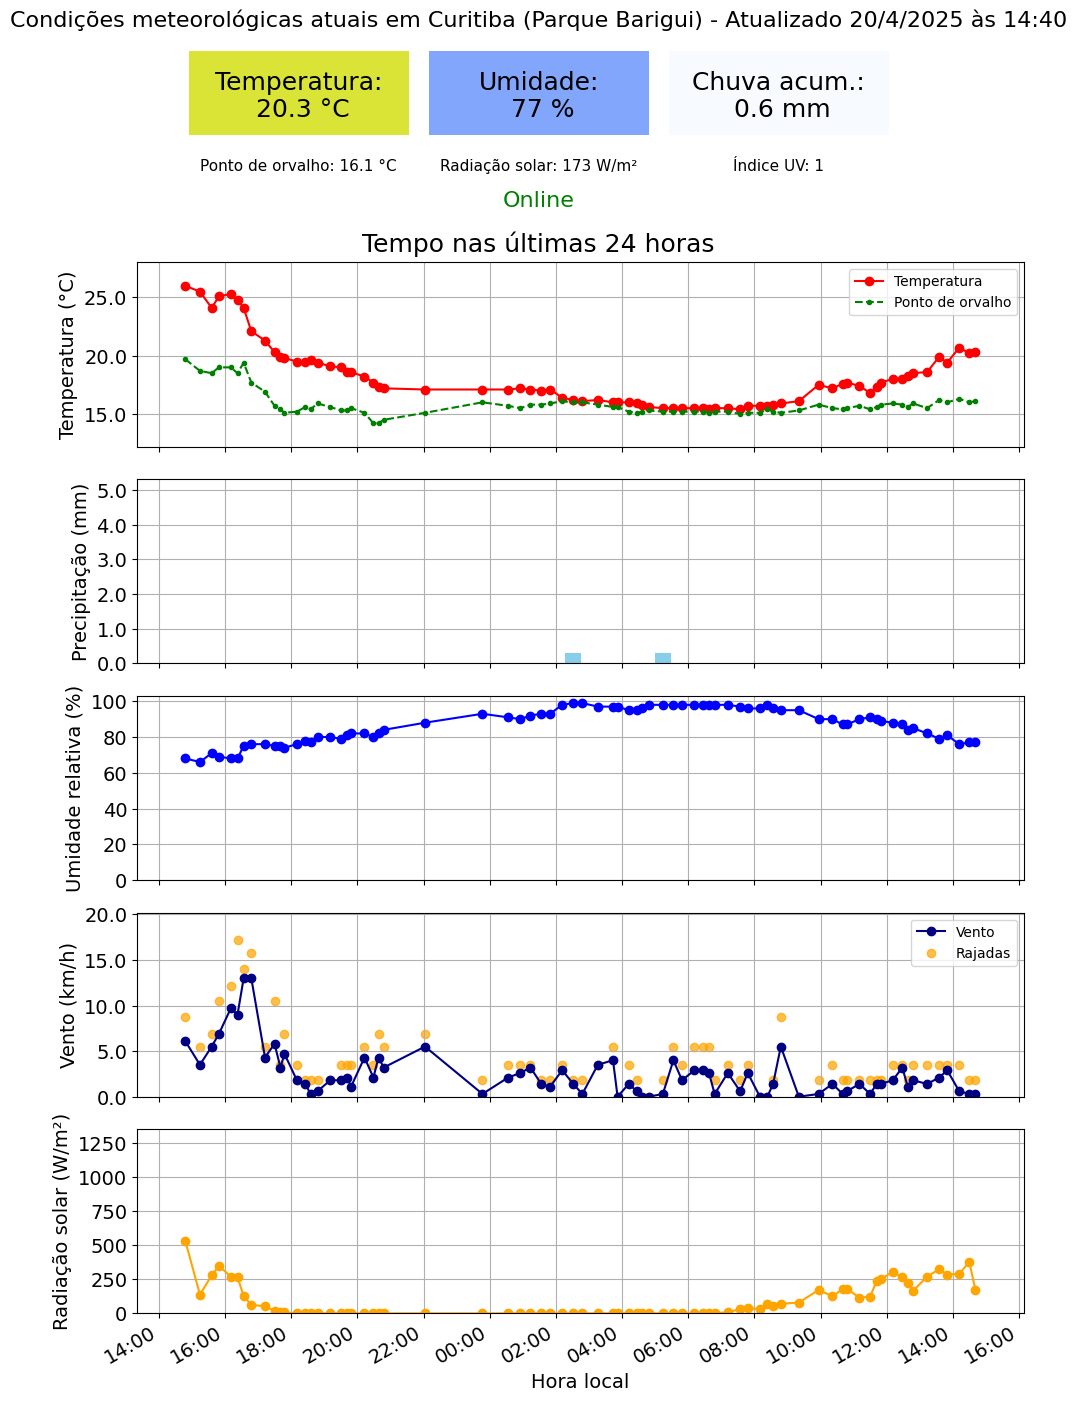 Condições meteorológicas atuais em Curitiba (Parque Barigui) - Atualizado 20/4/2025 às 14:40
Temperatura:
20.3 °C
Umidade:
77 %
Chuva acum.:
0.6 mm
Ponto de orvalho: 16.1 °C
Radiação solar: 173 W/m²
Índice UV: 1
Online
Tempo nas últimas 24 horas
Temperatura (°C)
25.0
20.0
15.0
Temperatura
Ponto de orvalho
Precipitação (mm)
5.0
4.0
3.0
2.0
1.0
0.0
Umidade relativa (%)
100
80
60
40
20
0
Vento (km/h)
20.0
15.0
10.0
5.0
0.0
Vento
Rajadas
Radiação solar (W/m²)
1250
1000
750
500
250
0
14:00
16:00
18:00
20:00
22:00
00:00
02:00
04:00
06:00
08:00
10:00
12:00
14:00
16:00
Hora local